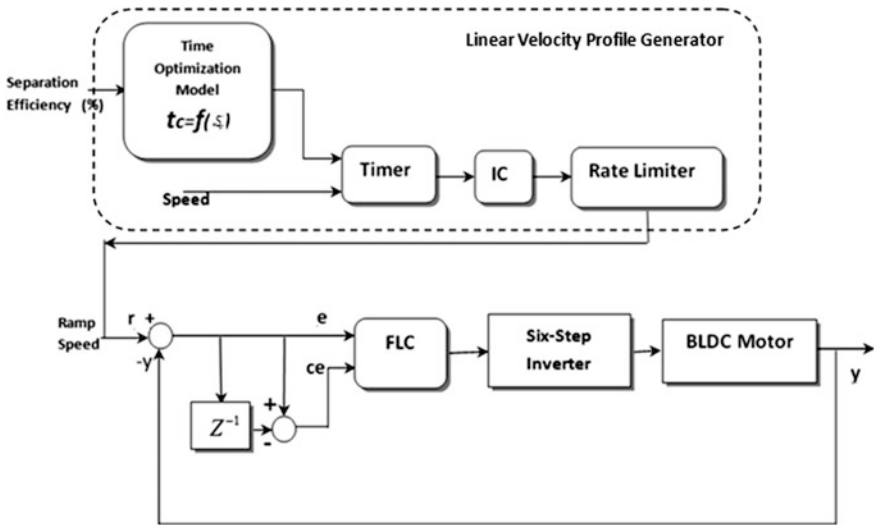 Linear Velocity Profile Generator
Time
Optimization
Model
Separation
Efficiency (%)
Timer
IC
Rate Limiter
Speed
Ramp
Speed
r
+
-y
e
ce
FLC
Six-Step
Inverter
BLDC Motor
y
Z⁻¹
+
-